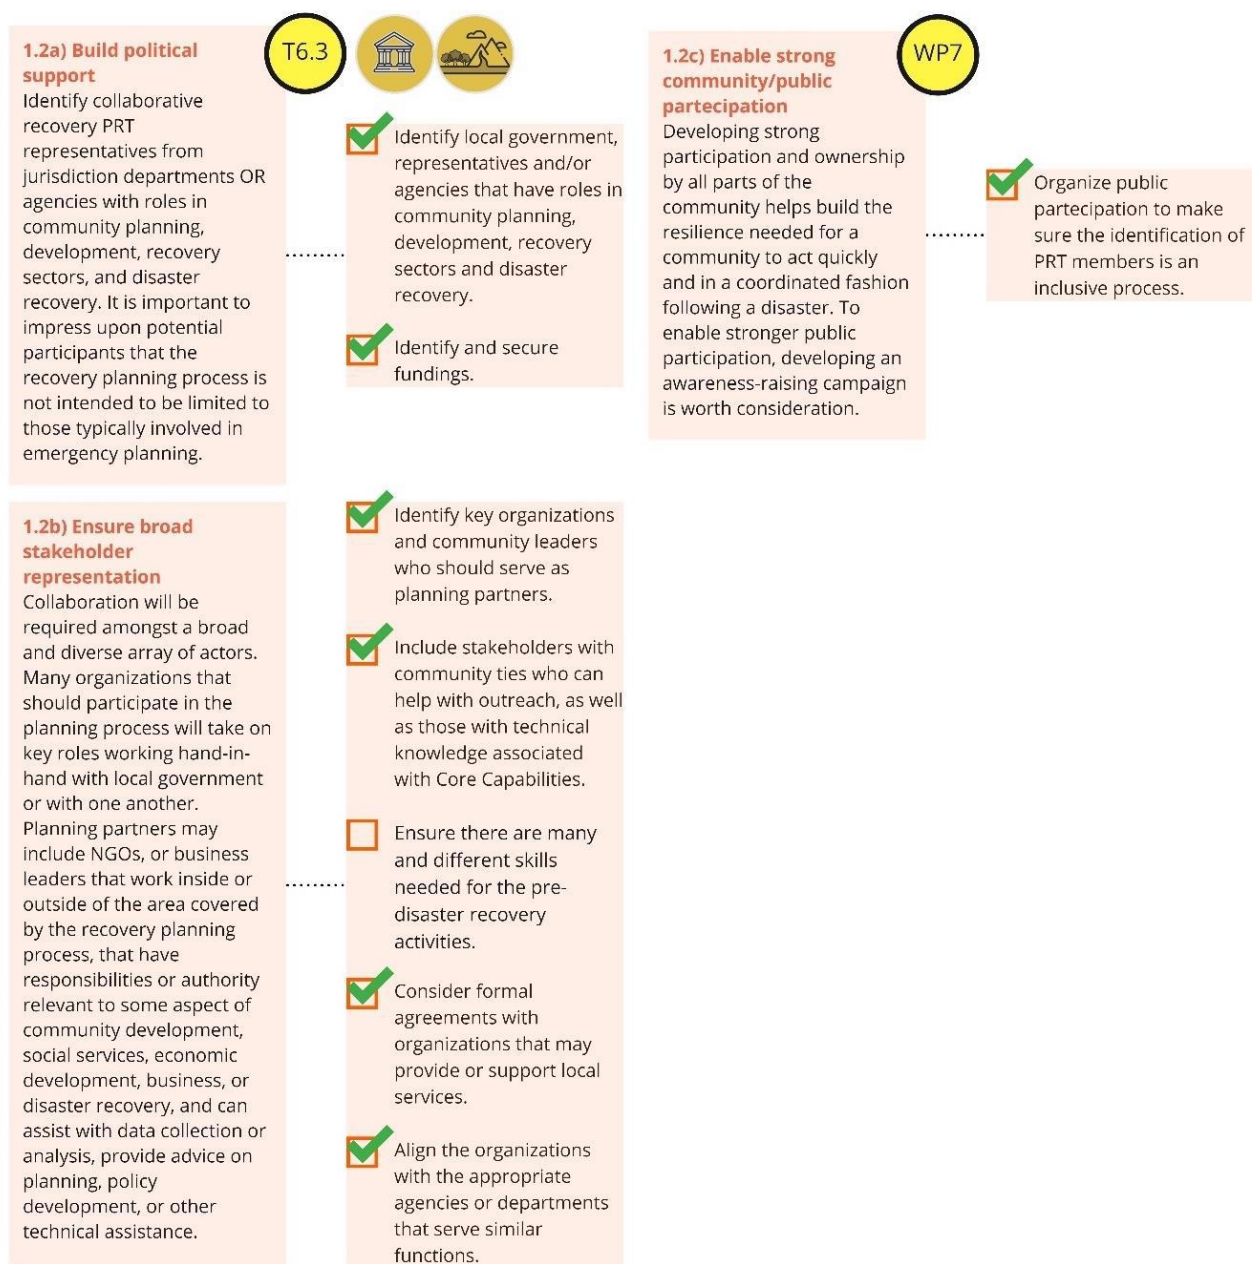 1.2a) Build political
support
Identify collaborative
recovery PRT
representatives from
jurisdiction departments OR
agencies with roles in
community planning,
development, recovery
sectors, and disaster
recovery. It is important to
impress upon potential
participants that the
recovery planning process is
not intended to be limited to
those typically involved in
emergency planning.
T6.3
Identify local government,
representatives and/or
agencies that have roles in
community planning,
development, recovery
sectors and disaster
recovery.
Identify and secure
fundings.
1.2b) Ensure broad
stakeholder
representation
Collaboration will be
required amongst a broad
and diverse array of actors.
Many organizations that
should participate in the
planning process will take on
key roles working hand-in-
hand with local government
or with one another.
Planning partners may
include NGOs, or business
leaders that work inside or
outside of the area covered
by the recovery planning
process, that have
responsibilities or authority
relevant to some aspect of
community development,
social services, economic
development, business, or
disaster recovery, and can
assist with data collection or
analysis, provide advice on
planning, policy
development, or other
technical assistance.
Identify key organizations
and community leaders
who should serve as
planning partners.
Include stakeholders with
community ties who can
help with outreach, as well
as those with technical
knowledge associated
with Core Capabilities.
Ensure there are many
and different skills
needed for the pre-
disaster recovery
activities.
Consider formal
agreements with
organizations that may
provide or support local
services.
Align the organizations
with the appropriate
agencies or departments
that serve similar
functions.
1.2c) Enable strong
community/public
partecipation
Developing strong
participation and ownership
by all parts of the
community helps build the
resilience needed for a
community to act quickly
and in a coordinated fashion
following a disaster. To
enable stronger public
participation, developing an
awareness-raising campaign
is worth consideration.
WP7
Organize public
partecipation to make
sure the identification of
PRT members is an
inclusive process.